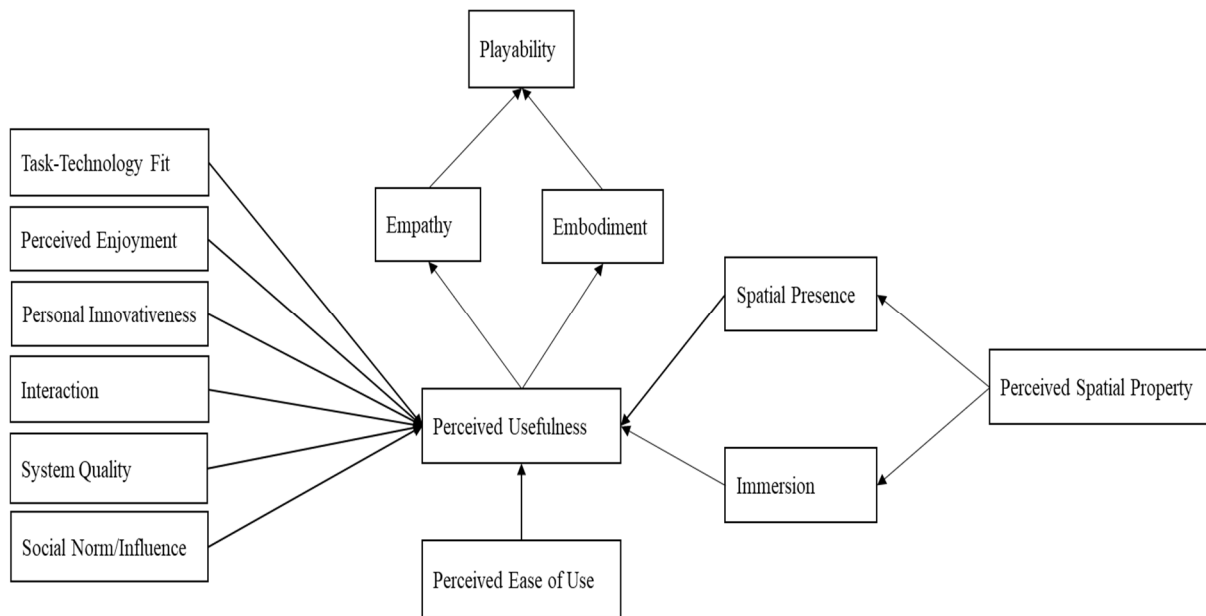 Playability
Task-Technology Fit
Perceived Enjoyment
Personal Innovativeness
Interaction
System Quality
Social Norm/Influence
Empathy
Embodiment
Perceived Usefulness
Perceived Ease of Use
Spatial Presence
Immersion
Perceived Spatial Property